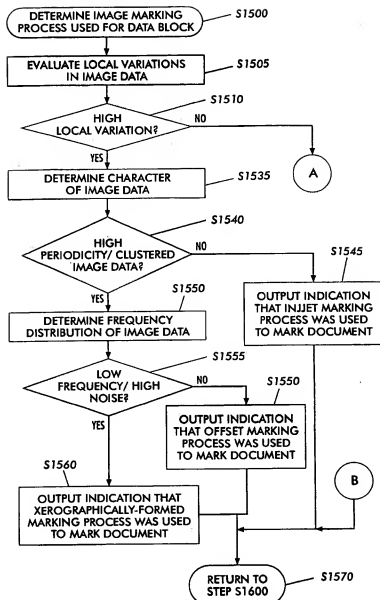 DETERMINE IMAGE MARKING
PROCESS USED FOR DATA BLOCK
S1500
EVALUATE LOCAL VARIATIONS
IN IMAGE DATA
S1505
HIGH
LOCAL VARIATION?
S1510
NO
YES
A
DETERMINE CHARACTER
OF IMAGE DATA
S1535
HIGH
PERIODICITY/ CLUSTERED
IMAGE DATA?
S1540
NO
YES
S1545
OUTPUT INDICATION
THAT INJJET MARKING
PROCESS WAS USED
TO MARK DOCUMENT
S1550
DETERMINE FREQUENCY
DISTRIBUTION OF IMAGE DATA
LOW
FREQUENCY/ HIGH
NOISE?
S1555
NO
YES
S1550
OUTPUT INDICATION
THAT OFFSET MARKING
PROCESS WAS USED
TO MARK DOCUMENT
S1560
OUTPUT INDICATION THAT
XEROGRAPHICALLY-FORMED
MARKING PROCESS WAS USED
TO MARK DOCUMENT
B
RETURN TO
STEP S1600
S1570